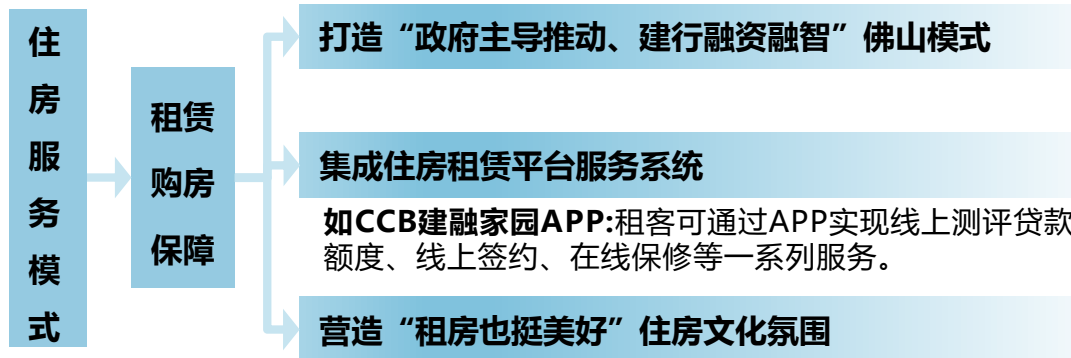 住房服务模式
租赁
购房
保障
打造“政府主导推动、建行融资融智”佛山模式
集成住房租赁平台服务系统
如CCB建融家园APP:租客可通过APP实现线上测评贷款
额度、线上签约、在线保修等一系列服务。
营造“租房也挺美好”住房文化氛围